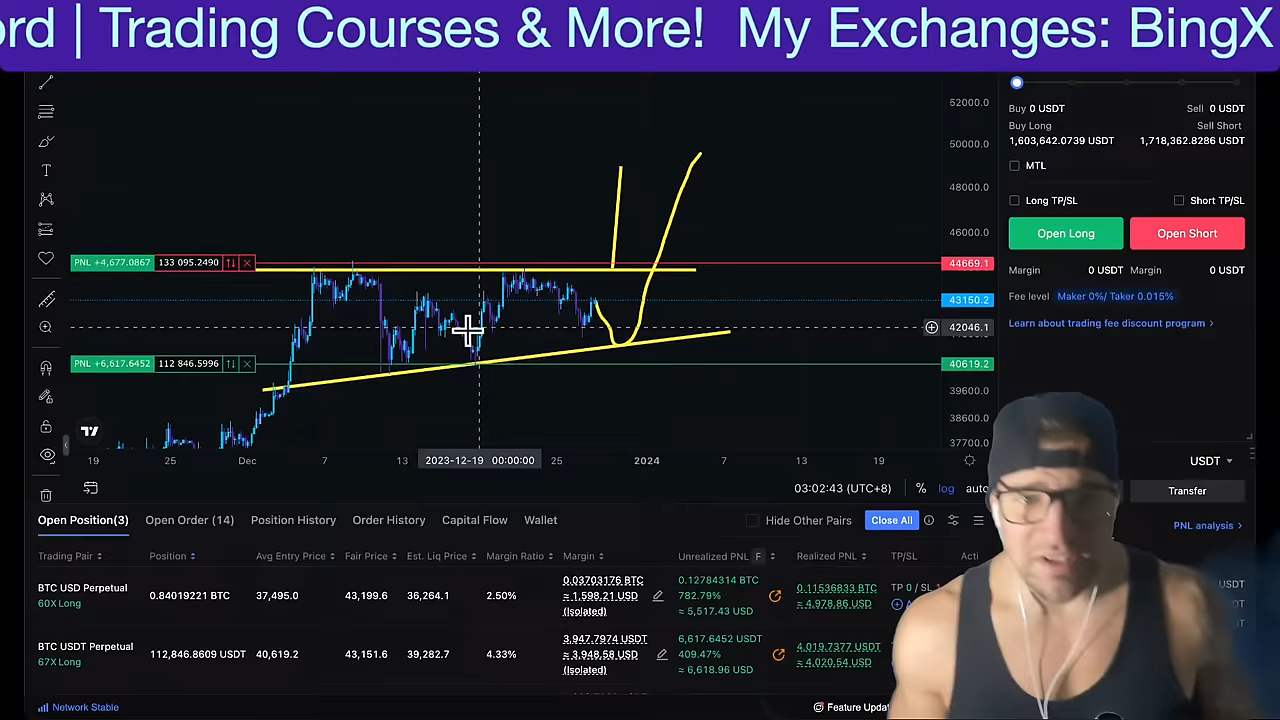 ord | Trading Courses & More! My Exchanges: BingX
52000.0
50000.0
48000.0
46000.0
44669.1
43150.2
42046.1
40619.2
39600.0
38600.0
37700.0
Buy 0 USDT Sell 0 USDT
Buy Long Sell Short
1,603,642.0739 USDT 1,718,362.8286 USDT
MTL
Long TP/SL Short TP/SL
Open Long Open Short
Margin 0 USDT Margin 0 USDT
Fee level Maker 0%/ Taker 0.015%
Learn about trading fee discount program >
PNL +4,677.0867 133 095.2490
PNL +6,617.6452 112 846.5996
19 25 Dec 7 13 2023-12-19 00:00:00 25 2024 7 13 19
03:02:43 (UTC+8) % log auto
USDT
Transfer
PNL analysis >
Open Position(3) Open Order (14) Position History Order History Capital Flow Wallet Hide Other Pairs Close All
Trading Pair Position Avg Entry Price Fair Price Est. Liq Price Margin Ratio Margin Unrealized PNL F Realized PNL TP/SL Acti
BTC USD Perpetual
60X Long
0.84019221 BTC 37,495.0 43,199.6 36,264.1 2.50%
0.03703176 BTC
≈ 1,598.21 USD
(Isolated)
0.12784314 BTC
782.79%
≈ 5,517.43 USD
0.11536833 BTC
≈ 4,978.86 USD
TP 0 / SL 1
USDT
BTC USDT Perpetual
67X Long
112,846.8609 USDT 40,619.2 43,151.6 39,282.7 4.33%
3,947.7974 USDT
≈ 3,948.58 USD
(Isolated)
6,617.6452 USDT
409.47%
≈ 6,618.96 USD
4,019.7377 USDT
≈ 4,020.54 USD
Network Stable
Feature Updat